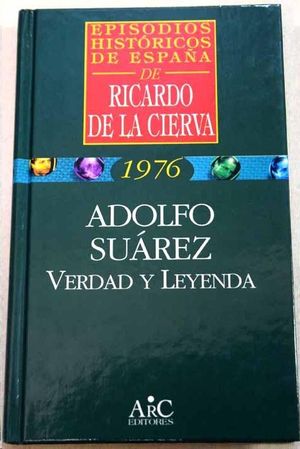 EPISODIOS
HISTÓRICOS
DE ESPAÑA
DE
RICARDO
DE LA CIERVA
1976
ADOLFO
SUÁREZ
VERDAD Y LEYENDA
ARC
EDITORES